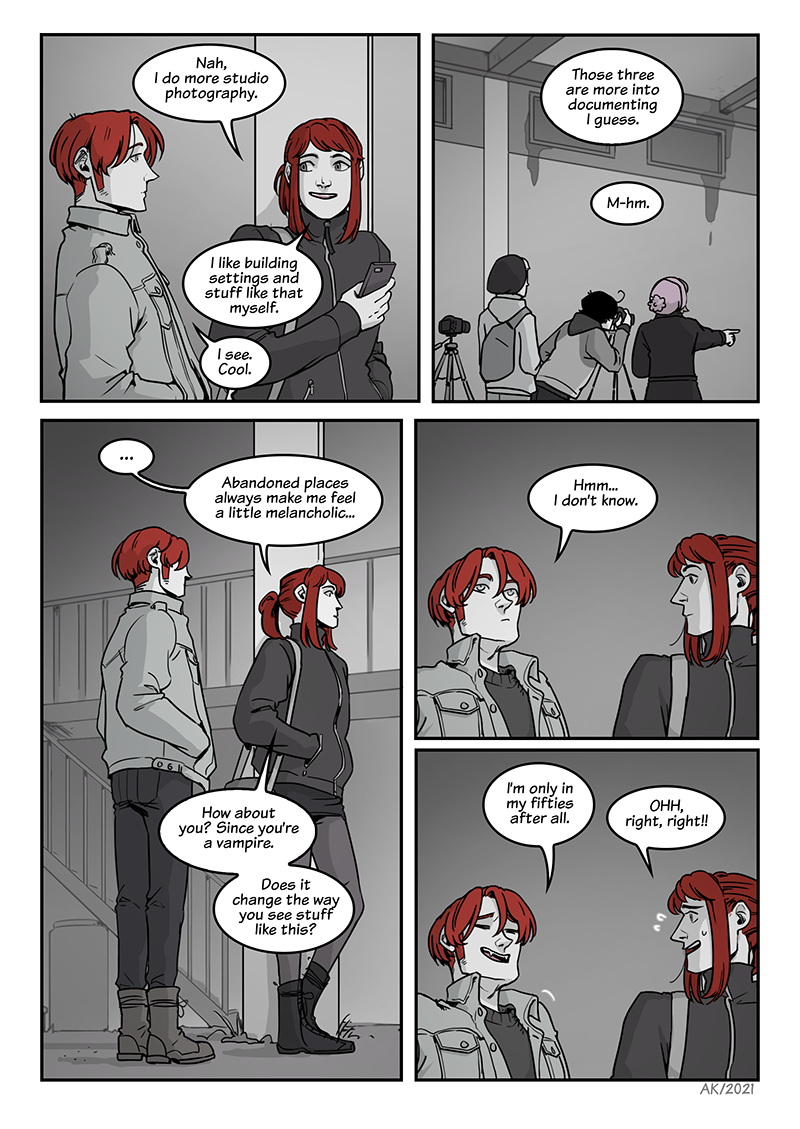 Nah,
I do more studio
photography.
I like building
settings and
stuff like that
myself.
I see.
Cool.
Those three
are more into
documenting
I guess.
M-hm.
...
Abandoned places
always make me feel
a little melancholic...
How about
you? Since you're
a vampire.
Does it
change the way
you see stuff
like this?
Hmm...
I don't know.
I'm only in
my fifties
after all.
OHH,
right, right!!
AK/2021